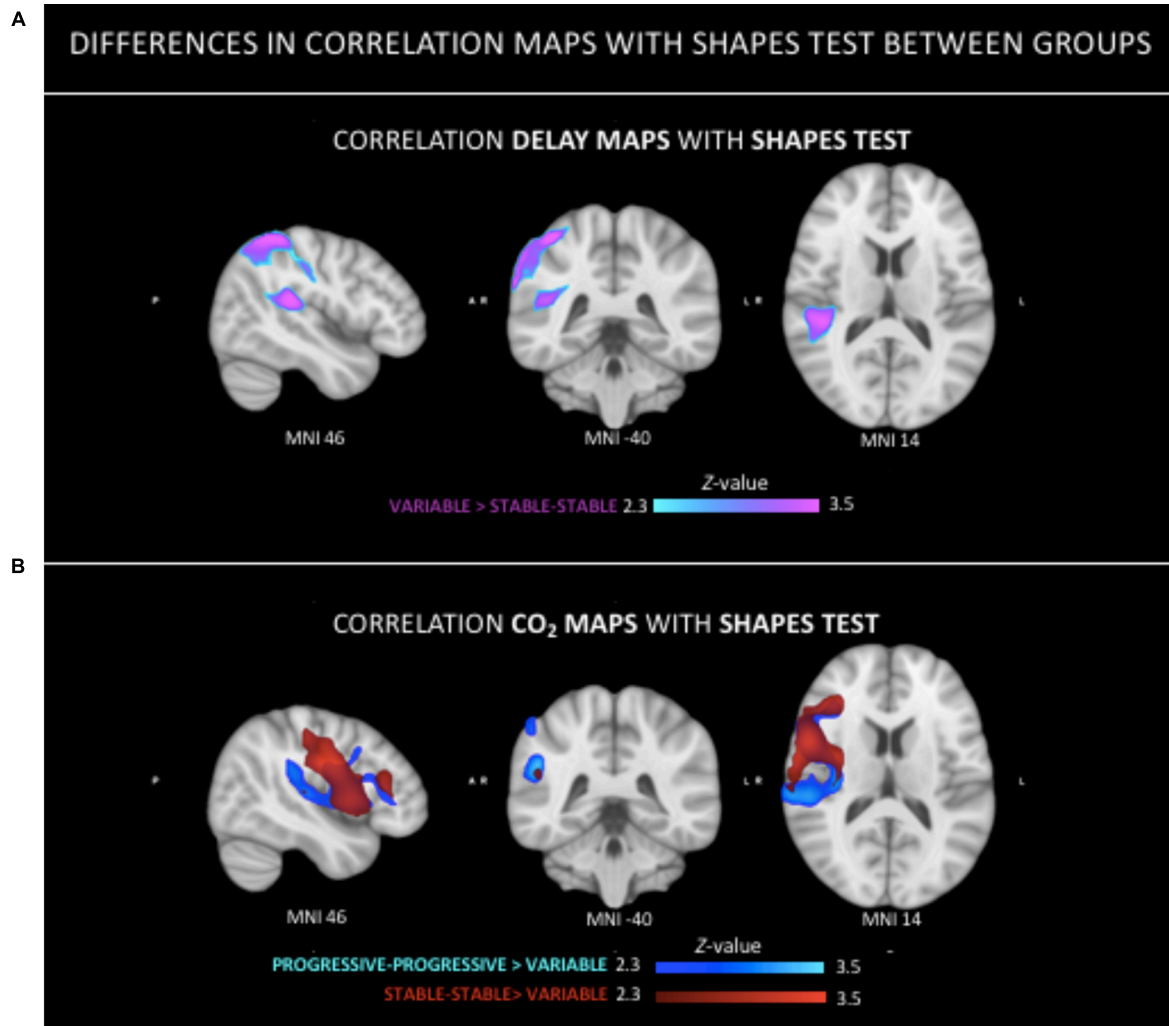 A
DIFFERENCES IN CORRELATION MAPS WITH SHAPES TEST BETWEEN GROUPS
CORRELATION DELAY MAPS WITH SHAPES TEST
P A R L R L
MNI 46 MNI -40 MNI 14
Z-value
VARIABLE > STABLE-STABLE 2.3 3.5
B
CORRELATION CO₂ MAPS WITH SHAPES TEST
P A R L R L
MNI 46 MNI -40 MNI 14
Z-value
PROGRESSIVE-PROGRESSIVE > VARIABLE 2.3 3.5
STABLE-STABLE> VARIABLE 2.3 3.5